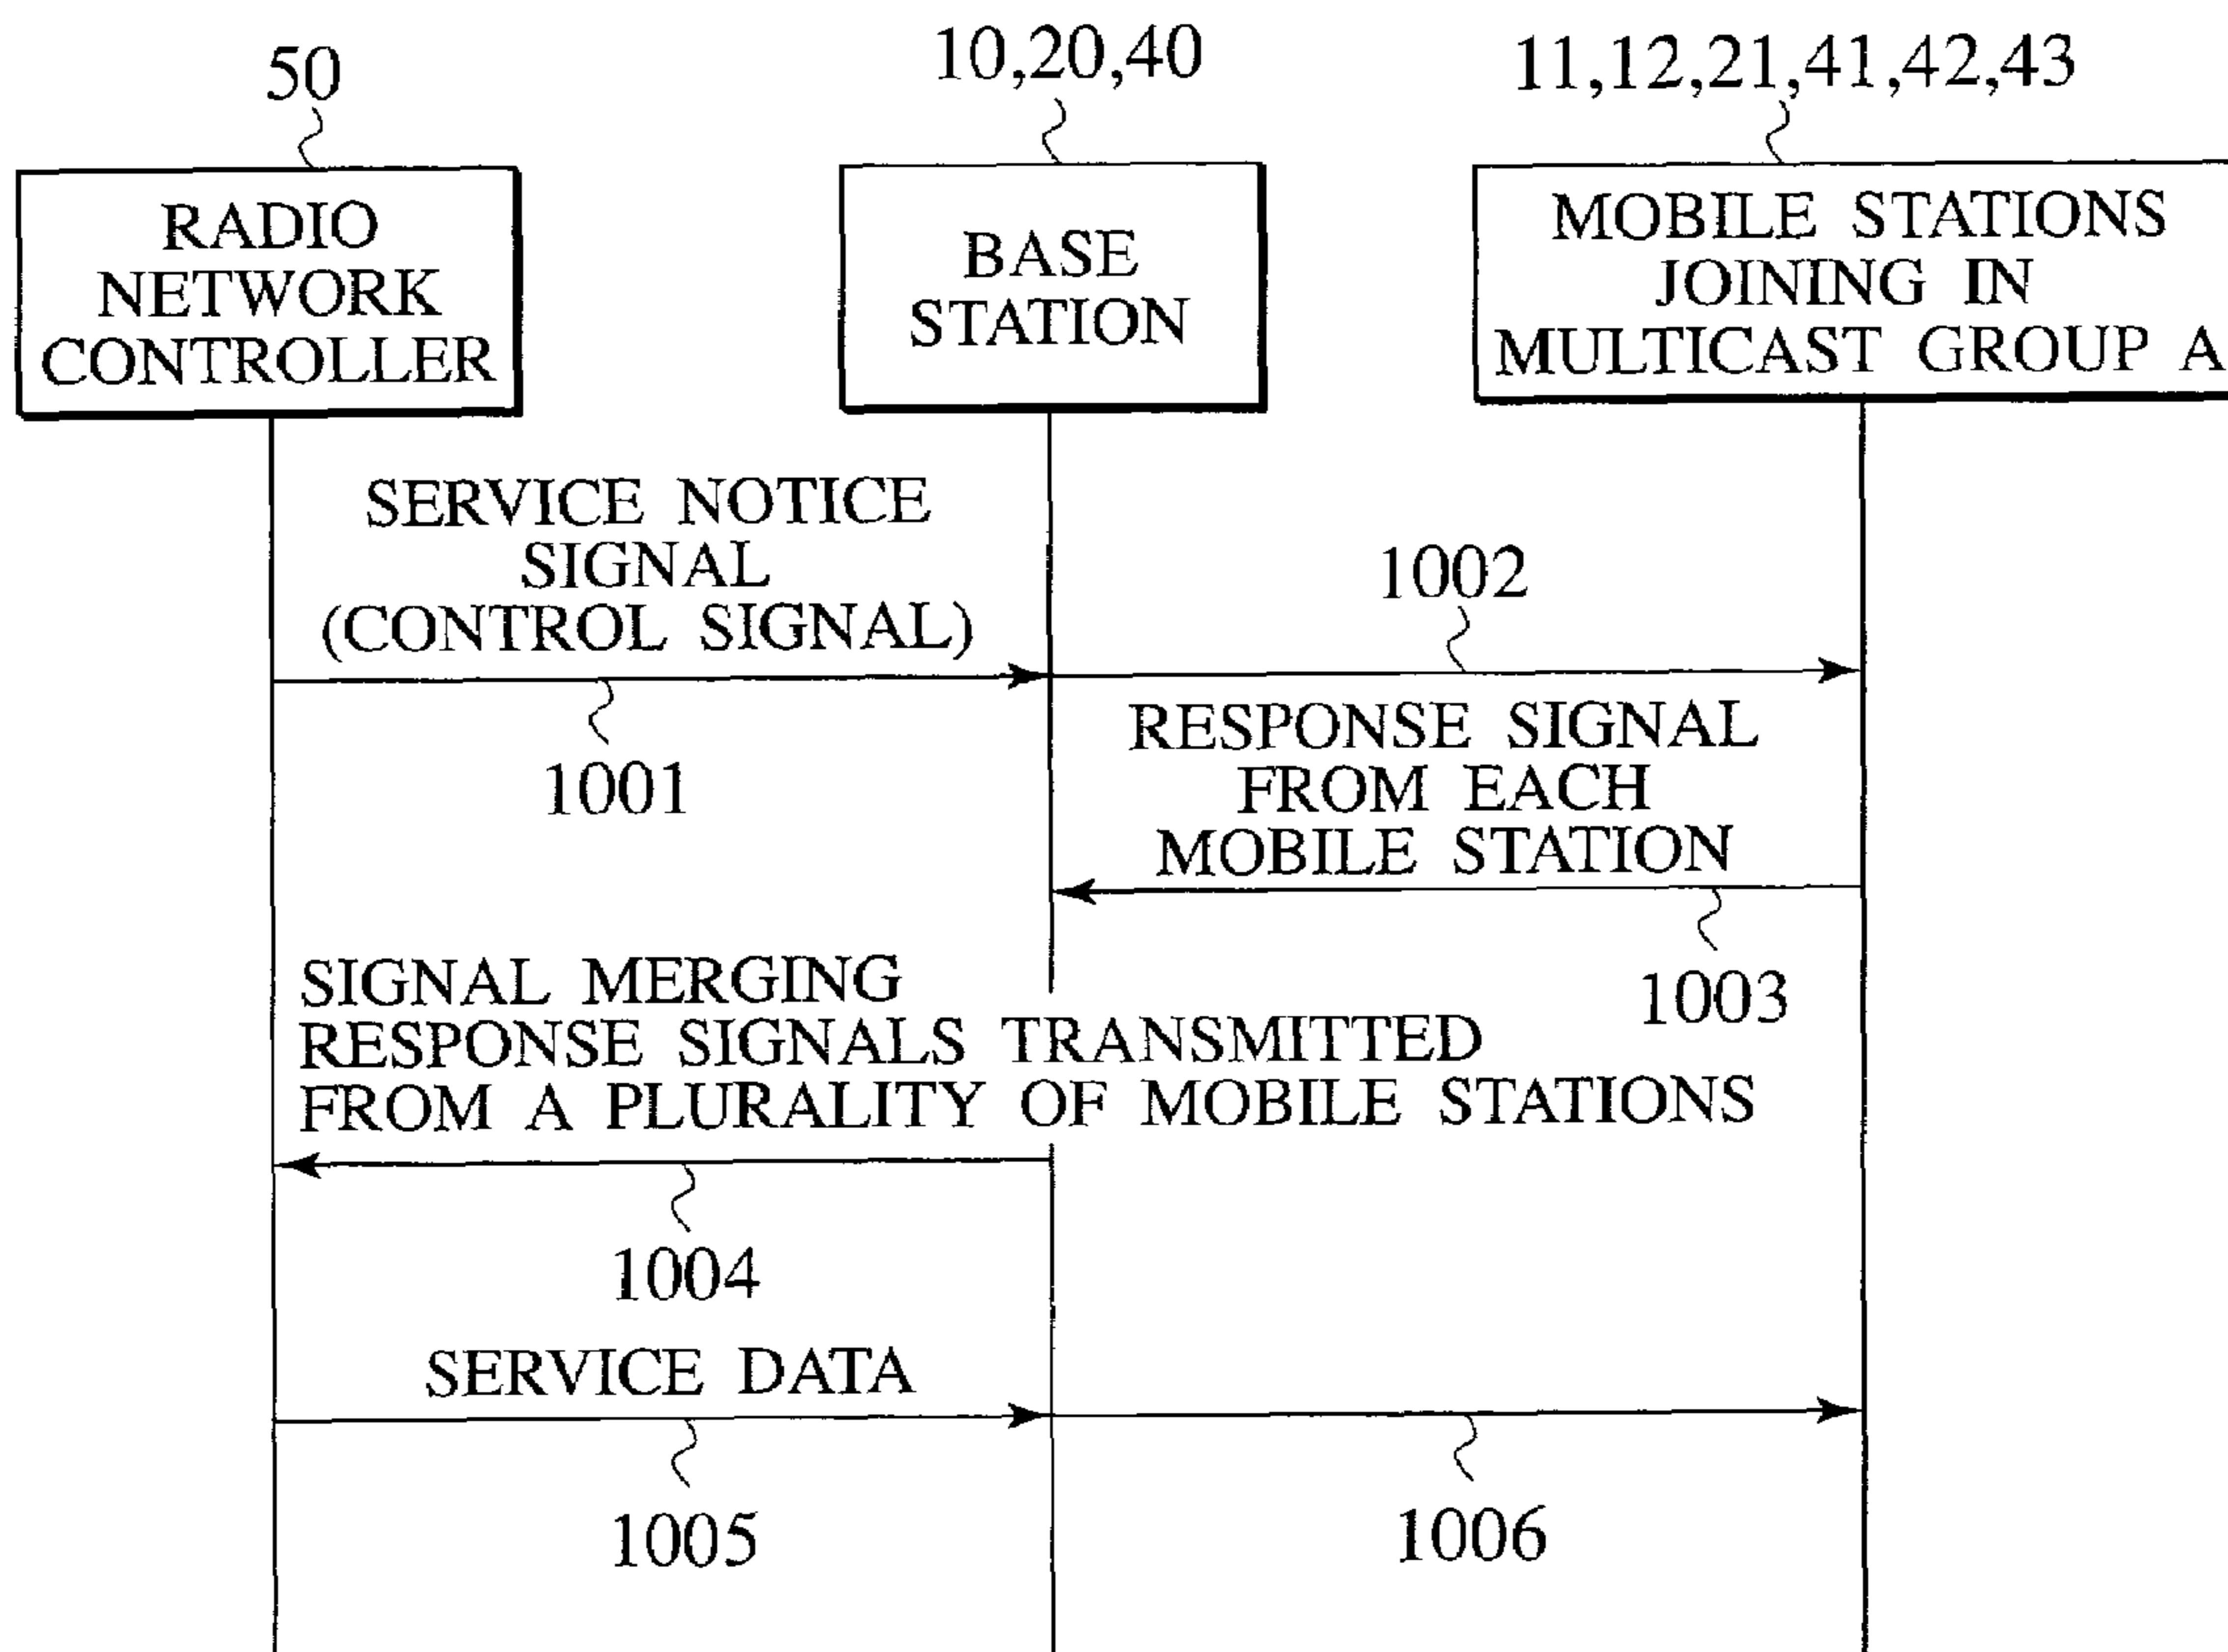 50
10,20,40
11,12,21,41,42,43
RADIO
NETWORK
CONTROLLER
BASE
STATION
MOBILE STATIONS
JOINING IN
MULTICAST GROUP A
SERVICE NOTICE
SIGNAL
(CONTROL SIGNAL)
1002
1001
RESPONSE SIGNAL
FROM EACH
MOBILE STATION
1003
SIGNAL MERGING
RESPONSE SIGNALS TRANSMITTED
FROM A PLURALITY OF MOBILE STATIONS
1004
SERVICE DATA
1005
1006